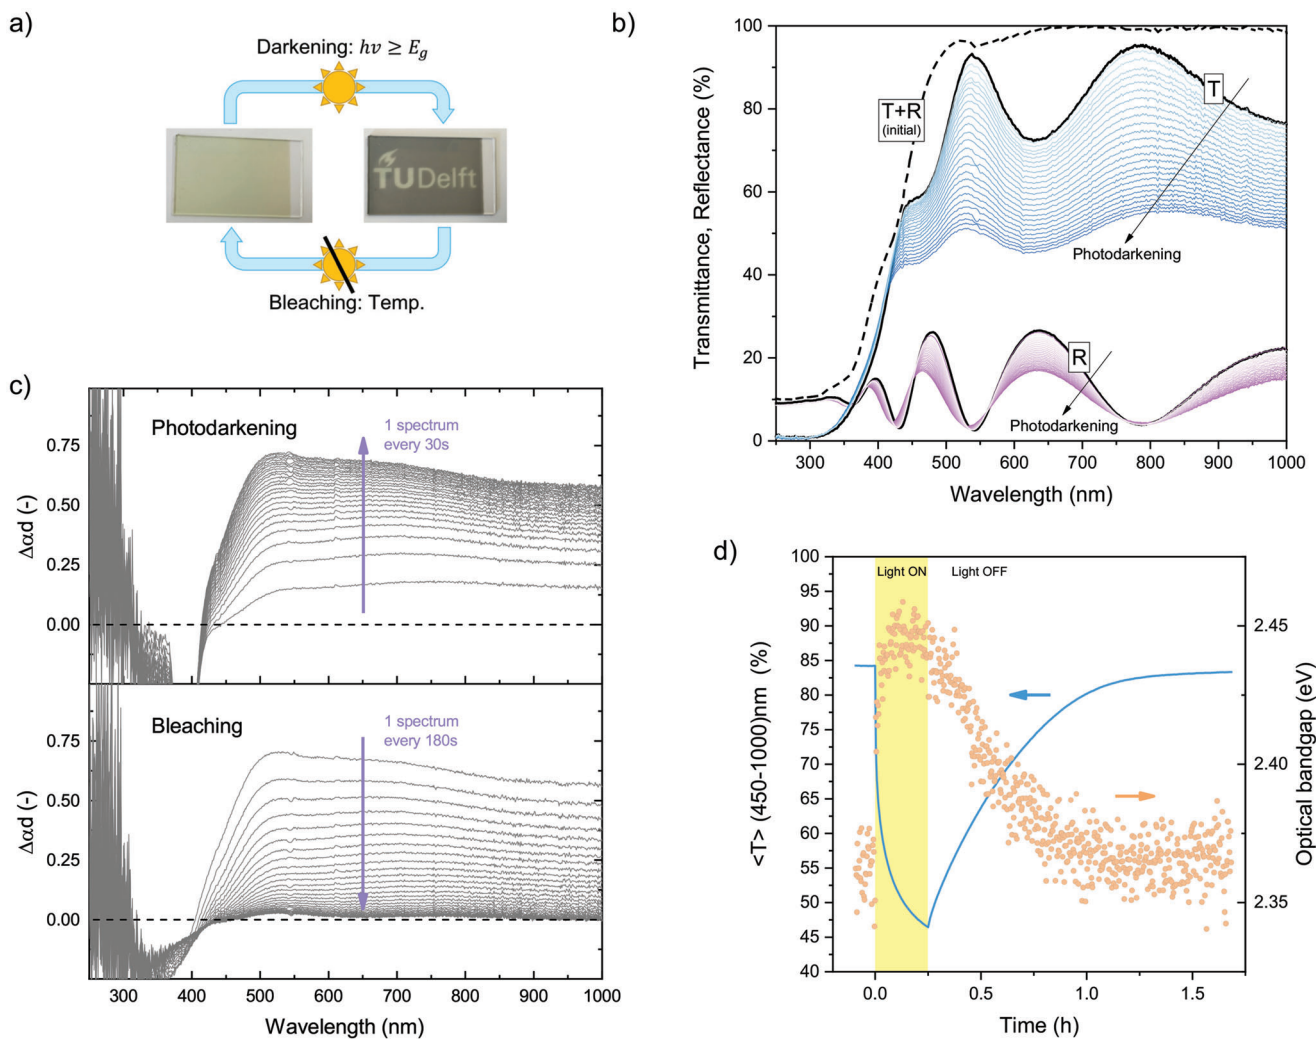 a)
Darkening: hν ≥ E_g
TU Delft
Bleaching: Temp.
b)
Transmittance, Reflectance (%)
100
80
60
40
20
0
T+R
(initial)
T
Photodarkening
R
Photodarkening
300
400
500
600
700
800
900
1000
Wavelength (nm)
c)
Δαd (-)
0.75
0.50
0.25
0.00
Photodarkening
1 spectrum
every 30s
Δαd (-)
0.75
0.50
0.25
0.00
Bleaching
1 spectrum
every 180s
300
400
500
600
700
800
900
1000
Wavelength (nm)
d)
<T> (450-1000)nm (%)
100
95
90
85
80
75
70
65
60
55
50
45
40
Light ON
Light OFF
2.45
2.40
2.35
Optical bandgap (eV)
0.0
0.5
1.0
1.5
Time (h)